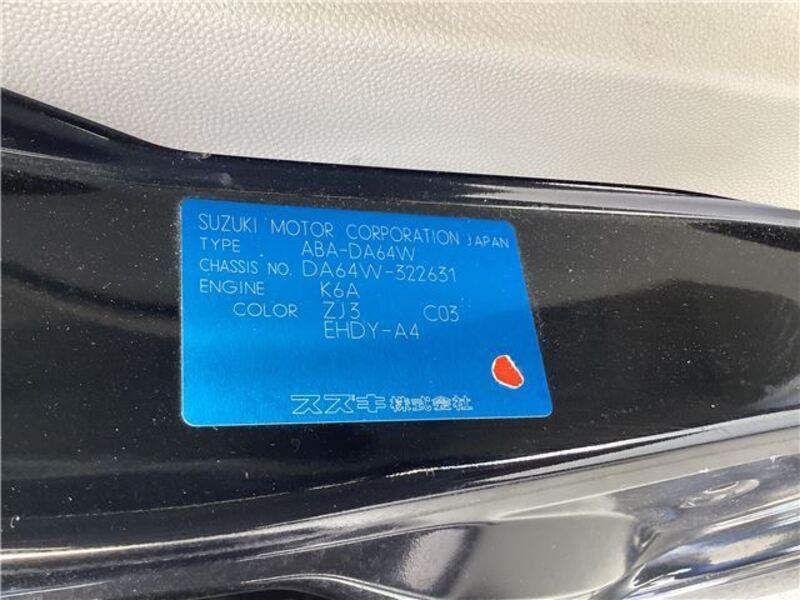 SUZUKI MOTOR CORPORATION JAPAN
TYPE ABA-DA64W
CHASSIS NO. DA64W-322631
ENGINE K6A
COLOR ZJ3 C03
EHDY-A4
スズキ株式会社